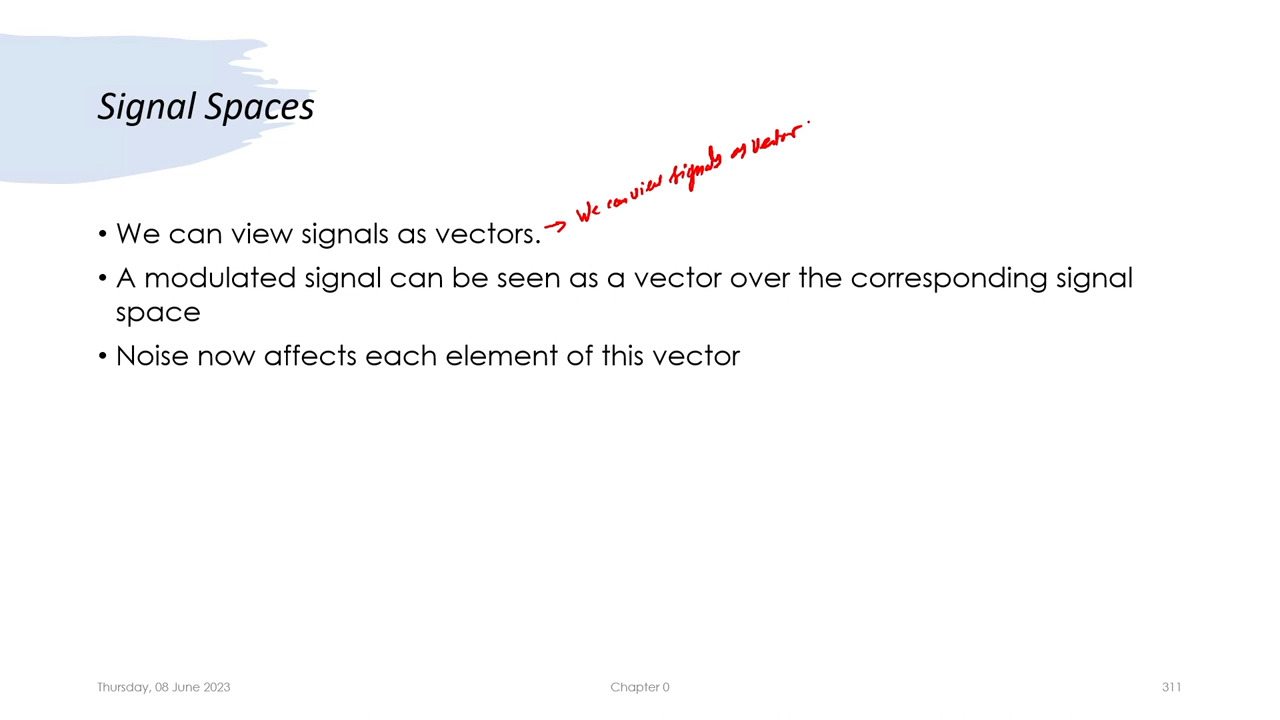 Signal Spaces
We can view signals as vector.
• We can view signals as vectors. →
• A modulated signal can be seen as a vector over the corresponding signal
space
• Noise now affects each element of this vector
Thursday, 08 June 2023
Chapter 0
311